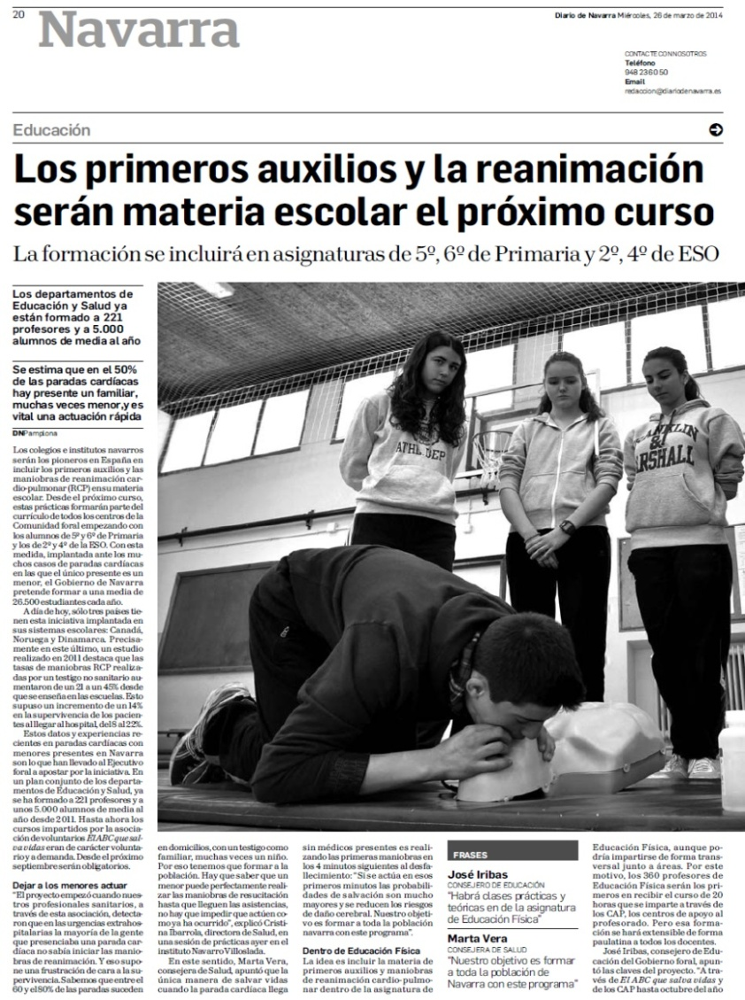 20
Navarra
Diario de Navarra Miércoles, 26 de marzo de 2014
CONTACTE CON NOSOTROS
Teléfono
948 236050
Email
redaccion@diariodenavarra.es
Educación
Los primeros auxilios y la reanimación
serán materia escolar el próximo curso
La formación se incluirá en asignaturas de 5º, 6º de Primaria y 2º, 4º de ESO
Los departamentos de
Educación y Salud ya
están formado a 221
profesores y a 5.000
alumnos de media al año
Se estima que en el 50%
de las paradas cardíacas
hay presente un familiar,
muchas veces menor,y es
vital una actuación rápida
DN Pamplona
Los colegios e institutos navarros
serán los pioneros en España en
incluir los primeros auxilios y las
maniobras de reanimación car-
dio-pulmonar (RCP) en su materia
escolar. Desde el próximo curso,
estas prácticas formarán parte del
currículo de todos los centros de la
Comunidad foral empezando con
los alumnos de 5º y 6º de Primaria
y los de 2º y 4º de la ESO. Con esta
medida, implantada ante los mu-
chos casos de paradas cardíacas
en las que el único presente es un
menor, el Gobierno de Navarra
pretende formar a una media de
26.500 estudiantes cada año.
A día de hoy, sólo tres países tie-
nen esta iniciativa implantada en
sus sistemas escolares: Canadá,
Noruega y Dinamarca. Precisa-
mente en este último, un estudio
realizado en 2011 destaca que las
tasas de maniobras RCP realiza-
das por un testigo no sanitario au-
mentaron de un 21 a un 45% desde
que se enseña en las escuelas. Esto
supuso un incremento de un 14%
en la supervivencia de los pacien-
tes al llegar al hospital, del 8 al 22%.
Estos datos y experiencias re-
cientes en paradas cardíacas con
menores presentes en Navarra
son lo que han llevado al Ejecutivo
foral a apostar por la iniciativa. En
un plan conjunto de los departa-
mentos de Educación y Salud, ya
se ha formado a 221 profesores y a
unos 5.000 alumnos de media al
año desde 2011. Hasta ahora los
cursos impartidos por la asocia-
ción de voluntarios El ABC que sal-
va vidas eran de carácter volunta-
rio y a demanda. Desde el próximo
septiembre serán obligatorios.
Dejar a los menores actuar
“El proyecto empezó cuando nues-
tros profesionales sanitarios, a
través de esta asociación, detecta-
ron que en las urgencias extrahos-
pitalarias la mayoría de la gente
que presenciaba una parada car-
díaca no sabía iniciar las manio-
bras de reanimación. Y eso supo-
ne una frustración de cara a la su-
pervivencia. Sabemos que entre el
60 y el 80% de las paradas suceden
en domicilios, con un testigo como
familiar, muchas veces un niño.
Por eso tenemos que formar a la
población. Hay que saber que un
menor puede perfectamente reali-
zar las maniobras de resucitación
hasta que lleguen las asistencias,
no hay que impedir que actúen co-
mo ya ha ocurrido”, explicó Cristi-
na Ibarrola, directora de Salud, en
una sesión de prácticas ayer en el
instituto Navarro Villoslada.
En este sentido, Marta Vera,
consejera de Salud, apuntó que la
única manera de salvar vidas
cuando la parada cardíaca llega
sin médicos presentes es reali-
zando las primeras maniobras en
los 4 minutos siguientes al desfa-
llecimiento: “Si se actúa en esos
primeros minutos las probabili-
dades de salvación son mucho
mayores y se reducen los riesgos
de daño cerebral. Nuestro objeti-
vo es formar a toda la población
navarra con este programa”.
Dentro de Educación Física
La idea es incluir la materia de
primeros auxilios y maniobras
de reanimación cardio-pulmo-
nar dentro de la asignatura de
FRASES
José Iribas
CONSEJERO DE EDUCACIÓN
“Habrá clases prácticas y
teóricas en de la asignatura
de Educación Física”
Marta Vera
CONSEJERA DE SALUD
“Nuestro objetivo es formar
a toda la población de
Navarra con este programa”
Educación Física, aunque po-
dría impartirse de forma trans-
versal junto a áreas. Por este
motivo, los 360 profesores de
Educación Física serán los pri-
meros en recibir el curso de 20
horas que se imparte a través de
los CAP, los centros de apoyo al
profesorado. Pero esa forma-
ción se hará extensible de forma
paulatina a todos los docentes.
José Iribas, consejero de Edu-
cación del Gobierno foral, apun-
tó las claves del proyecto. “A tra-
vés de El ABC que salva vidas y
de los CAP hasta octubre del año
ATH. DEP
FRANKLIN
&
MARSHALL